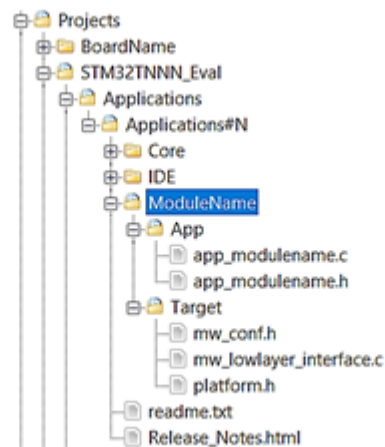 Projects
BoardName
STM32TNNN_Eval
Applications
Applications#N
Core
IDE
ModuleName
App
app_modulename.c
app_modulename.h
Target
mw_conf.h
mw_lowlayer_interface.c
platform.h
readme.txt
Release_Notes.html